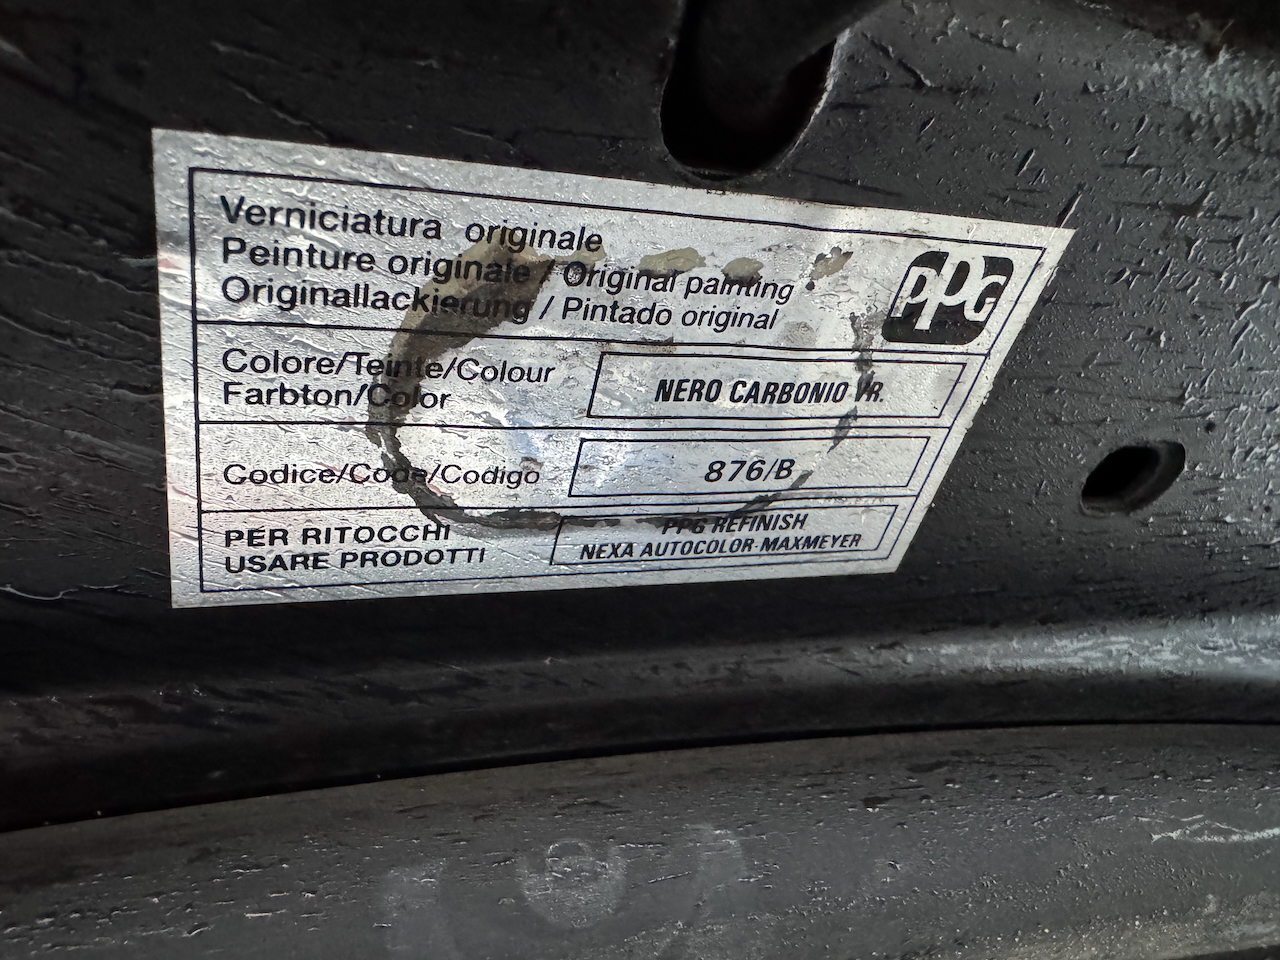 Verniciatura originale
Peinture originale / Original painting
Originallackierung / Pintado original
PPG
Colore/Teinte/Colour
Farbton/Color
NERO CARBONIO VR.
Codice/Code/Codigo
876/B
PER RITOCCHI
USARE PRODOTTI
PPG REFINISH
NEXA AUTOCOLOR-MAXMEYER